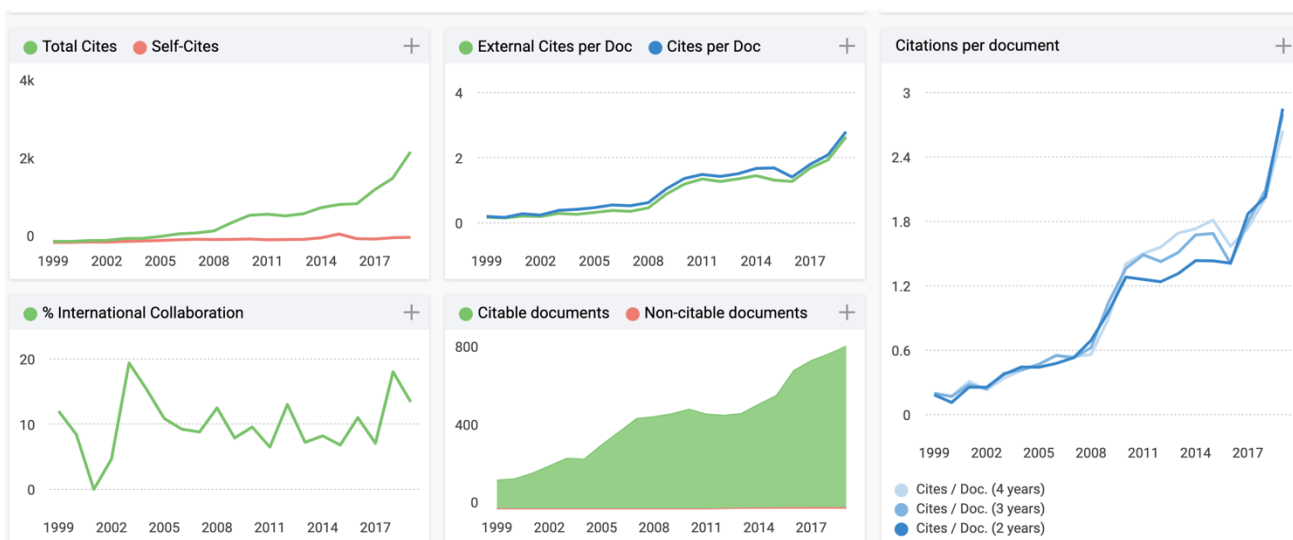 Total Cites Self-Cites +
4k
2k
0
1999 2002 2005 2008 2011 2014 2017
External Cites per Doc Cites per Doc +
4
2
0
1999 2002 2005 2008 2011 2014 2017
Citations per document +
3
2.4
1.8
1.2
0.6
0
1999 2002 2005 2008 2011 2014 2017
Cites / Doc. (4 years)
Cites / Doc. (3 years)
Cites / Doc. (2 years)
% International Collaboration +
20
10
0
1999 2002 2005 2008 2011 2014 2017
Citable documents Non-citable documents +
800
400
0
1999 2002 2005 2008 2011 2014 2017